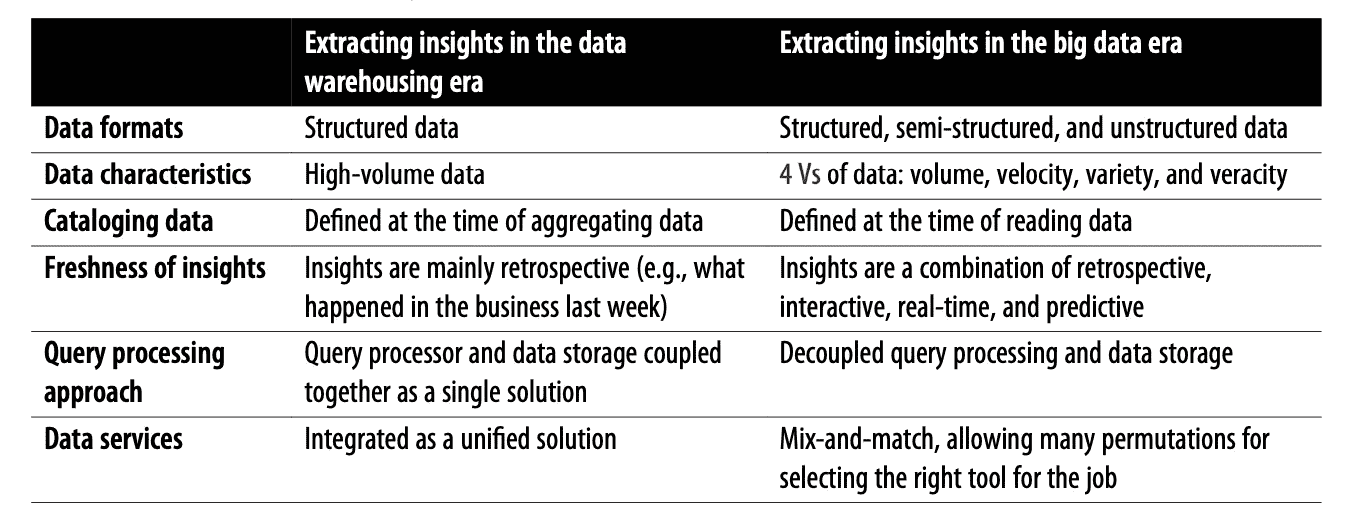 Extracting insights in the data
warehousing era
Extracting insights in the big data era
Data formats
Structured data
Structured, semi-structured, and unstructured data
Data characteristics
High-volume data
4 Vs of data: volume, velocity, variety, and veracity
Cataloging data
Defined at the time of aggregating data
Defined at the time of reading data
Freshness of insights
Insights are mainly retrospective (e.g., what
happened in the business last week)
Insights are a combination of retrospective,
interactive, real-time, and predictive
Query processing
approach
Query processor and data storage coupled
together as a single solution
Decoupled query processing and data storage
Data services
Integrated as a unified solution
Mix-and-match, allowing many permutations for
selecting the right tool for the job